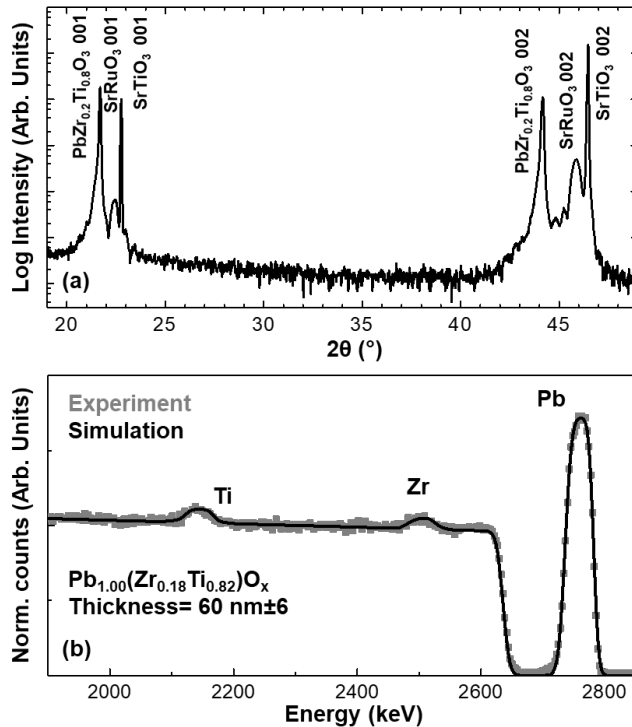 PbZr₀.₂Ti₀.₈O₃ 001
SrRuO₃ 001
SrTiO₃ 001
PbZr₀.₂Ti₀.₈O₃ 002
SrRuO₃ 002
SrTiO₃ 002
Log Intensity (Arb. Units)
(a)
20 25 30 35 40 45
2θ (°)
Experiment
Simulation
Pb
Ti
Zr
Norm. counts (Arb. Units)
Pb₁.₀₀(Zr₀.₁₈Ti₀.₈₂)Oₓ
Thickness= 60 nm±6
(b)
2000 2200 2400 2600 2800
Energy (keV)